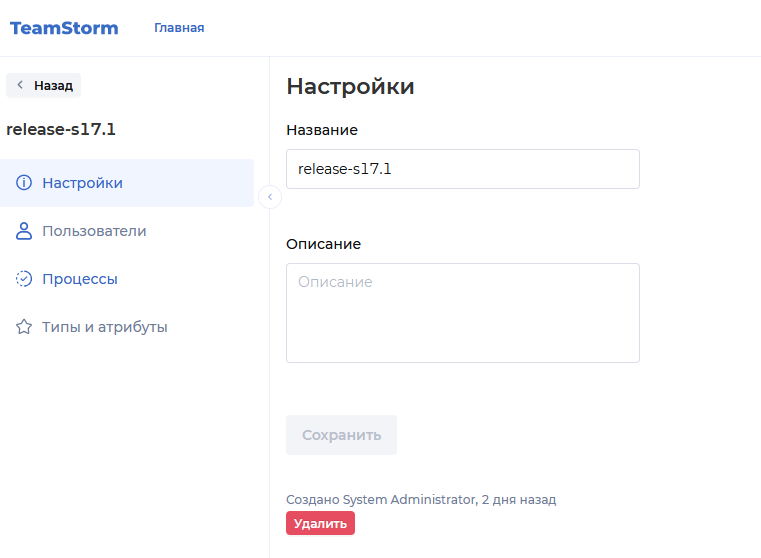 TeamStorm
Главная
Назад
release-s17.1
Настройки
Пользователи
Процессы
Типы и атрибуты
Настройки
Название
release-s17.1
Описание
Описание
Сохранить
Создано System Administrator, 2 дня назад
Удалить